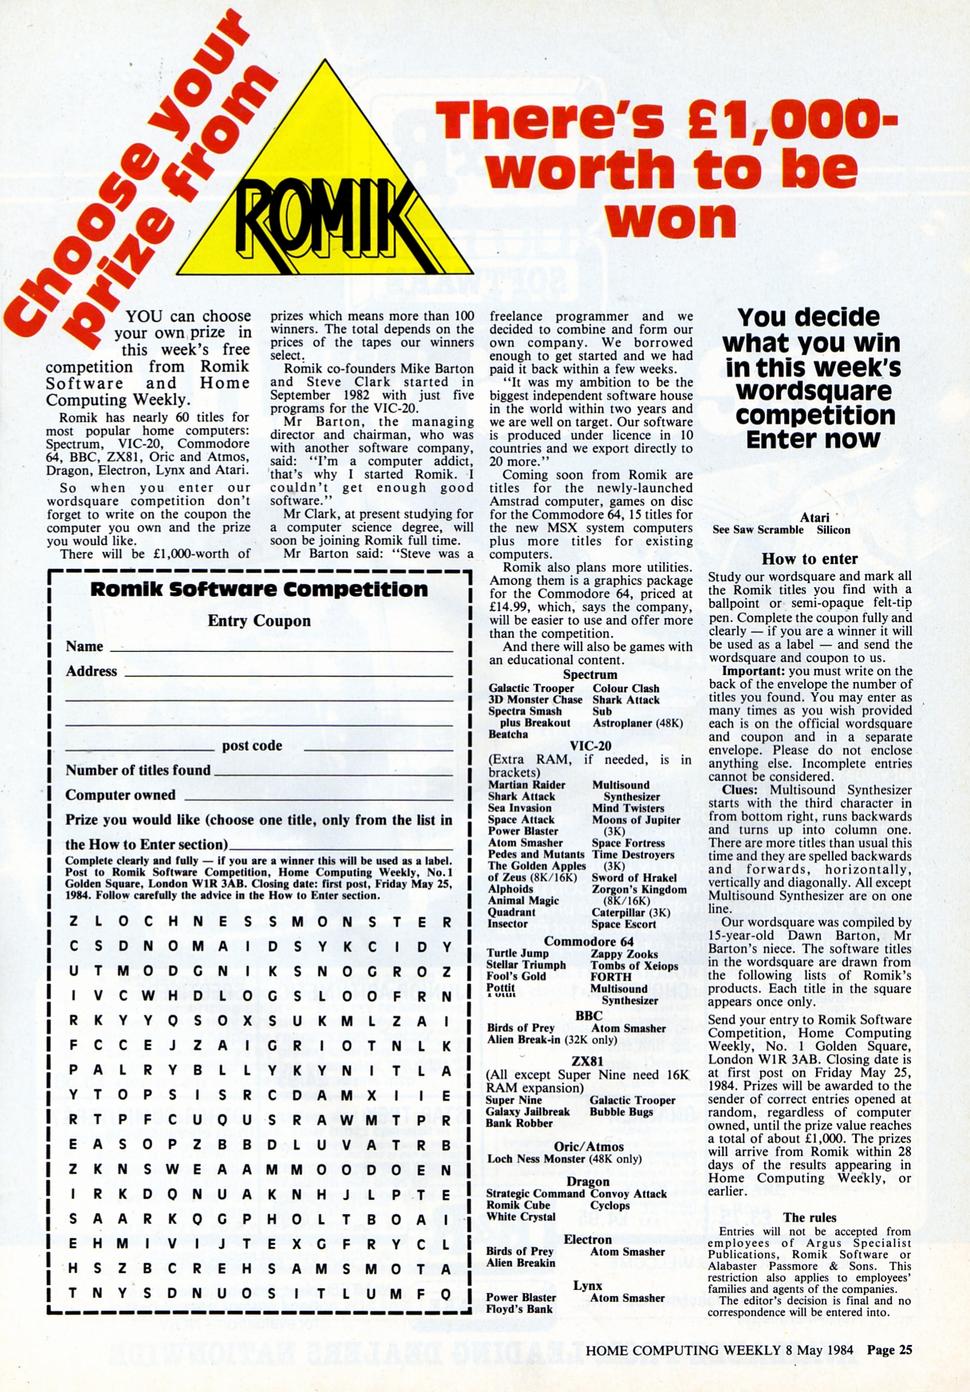 Choose your
prize from
ROMIK
There's £1,000-
worth to be
won
YOU can choose
your own prize in
this week's free
competition from Romik
Software and Home
Computing Weekly.
Romik has nearly 60 titles for
most popular home computers:
Spectrum, VIC-20, Commodore
64, BBC, ZX81, Oric and Atmos,
Dragon, Electron, Lynx and Atari.
So when you enter our
wordsquare competition don't
forget to write on the coupon the
computer you own and the prize
you would like.
There will be £1,000-worth of
prizes which means more than 100
winners. The total depends on the
prices of the tapes our winners
select.
Romik co-founders Mike Barton
and Steve Clark started in
September 1982 with just five
programs for the VIC-20.
Mr Barton, the managing
director and chairman, who was
with another software company,
said: “I'm a computer addict,
that's why I started Romik. I
couldn't get enough good
software.”
Mr Clark, at present studying for
a computer science degree, will
soon be joining Romik full time.
Mr Barton said: “Steve was a
freelance programmer and we
decided to combine and form our
own company. We borrowed
enough to get started and we had
paid it back within a few weeks.
“It was my ambition to be the
biggest independent software house
in the world within two years and
we are well on target. Our software
is produced under licence in 10
countries and we export directly to
20 more.”
Coming soon from Romik are
titles for the newly-launched
Amstrad computer, games on disc
for the Commodore 64, 15 titles for
the new MSX system computers
plus more titles for existing
computers.
Romik also plans more utilities.
Among them is a graphics package
for the Commodore 64, priced at
£14.99, which, says the company,
will be easier to use and offer more
than the competition.
And there will also be games with
an educational content.
Spectrum
Galactic Trooper Colour Clash
3D Monster Chase Shark Attack
Spectra Smash Sub
plus Breakout Astroplaner (48K)
Beatcha
VIC-20
(Extra RAM, if needed, is in
brackets)
Martian Raider Multisound
Shark Attack Synthesizer
Sea Invasion Mind Twisters
Space Attack Moons of Jupiter
Power Blaster (3K)
Atom Smasher Space Fortress
Pedes and Mutants Time Destroyers
The Golden Apples (3K)
of Zeus (8K/16K) Sword of Hrakel
Alphoids Zorgon's Kingdom
Animal Magic (8K/16K)
Quadrant Caterpillar (3K)
Insector Space Escort
Commodore 64
Turtle Jump Zappy Zooks
Stellar Triumph Tombs of Xeiops
Fool's Gold FORTH
Pottit Multisound
Synthesizer
BBC
Birds of Prey Atom Smasher
Alien Break-in (32K only)
ZX81
(All except Super Nine need 16K
RAM expansion)
Super Nine Galactic Trooper
Galaxy Jailbreak Bubble Bugs
Bank Robber
Oric/Atmos
Loch Ness Monster (48K only)
Dragon
Strategic Command Convoy Attack
Romik Cube Cyclops
White Crystal
Electron
Birds of Prey Atom Smasher
Alien Breakin
Lynx
Power Blaster Atom Smasher
Floyd's Bank
You decide
what you win
in this week's
wordsquare
competition
Enter now
Atari
See Saw Scramble Silicon
How to enter
Study our wordsquare and mark all
the Romik titles you find with a
ballpoint or semi-opaque felt-tip
pen. Complete the coupon fully and
clearly — if you are a winner it will
be used as a label — and send the
wordsquare and coupon to us.
Important: you must write on the
back of the envelope the number of
titles you found. You may enter as
many times as you wish provided
each is on the official wordsquare
and coupon and in a separate
envelope. Please do not enclose
anything else. Incomplete entries
cannot be considered.
Clues: Multisound Synthesizer
starts with the third character in
from bottom right, runs backwards
and turns up into column one.
There are more titles than usual this
time and they are spelled backwards
and forwards, horizontally,
vertically and diagonally. All except
Multisound Synthesizer are on one
line.
Our wordsquare was compiled by
15-year-old Dawn Barton, Mr
Barton's niece. The software titles
in the wordsquare are drawn from
the following lists of Romik's
products. Each title in the square
appears once only.
Send your entry to Romik Software
Competition, Home Computing
Weekly, No. 1 Golden Square,
London W1R 3AB. Closing date is
at first post on Friday May 25,
1984. Prizes will be awarded to the
sender of correct entries opened at
random, regardless of computer
owned, until the prize value reaches
a total of about £1,000. The prizes
will arrive from Romik within 28
days of the results appearing in
Home Computing Weekly, or
earlier.
The rules
Entries will not be accepted from
employees of Argus Specialist
Publications, Romik Software or
Alabaster Passmore & Sons. This
restriction also applies to employees'
families and agents of the companies.
The editor's decision is final and no
correspondence will be entered into.
Romik Software Competition
Entry Coupon
Name
Address
post code
Number of titles found
Computer owned
Prize you would like (choose one title, only from the list in
the How to Enter section)
Complete clearly and fully — if you are a winner this will be used as a label.
Post to Romik Software Competition, Home Computing Weekly, No.1
Golden Square, London W1R 3AB. Closing date: first post, Friday May 25,
1984. Follow carefully the advice in the How to Enter section.
Z L O C H N E S S M O N S T E R
C S D N O M A I D S Y K C I D Y
U T M O D G N I K S N O G R O Z
I V C W H D L O G S L O O F R N
R K Y Y Q S O X S U K M L Z A I
F C C E J Z A I G R I O T N L K
P A L R Y B L L Y K Y N I T L A
Y T O P S I S R C D A M X I I E
R T P F C U Q U S R A W M T P R
E A S O P Z B B D L U V A T R B
Z K N S W E A A M M O O D O E N
I R K D Q N U A K N H J L P T E
S A A R K Q G P H O L T B O A I
E H M I V I J T E X G F R Y C L
H S Z B C R E H S A M S M O T A
T N Y S D N U O S I T L U M F Q
HOME COMPUTING WEEKLY 8 May 1984 Page 25